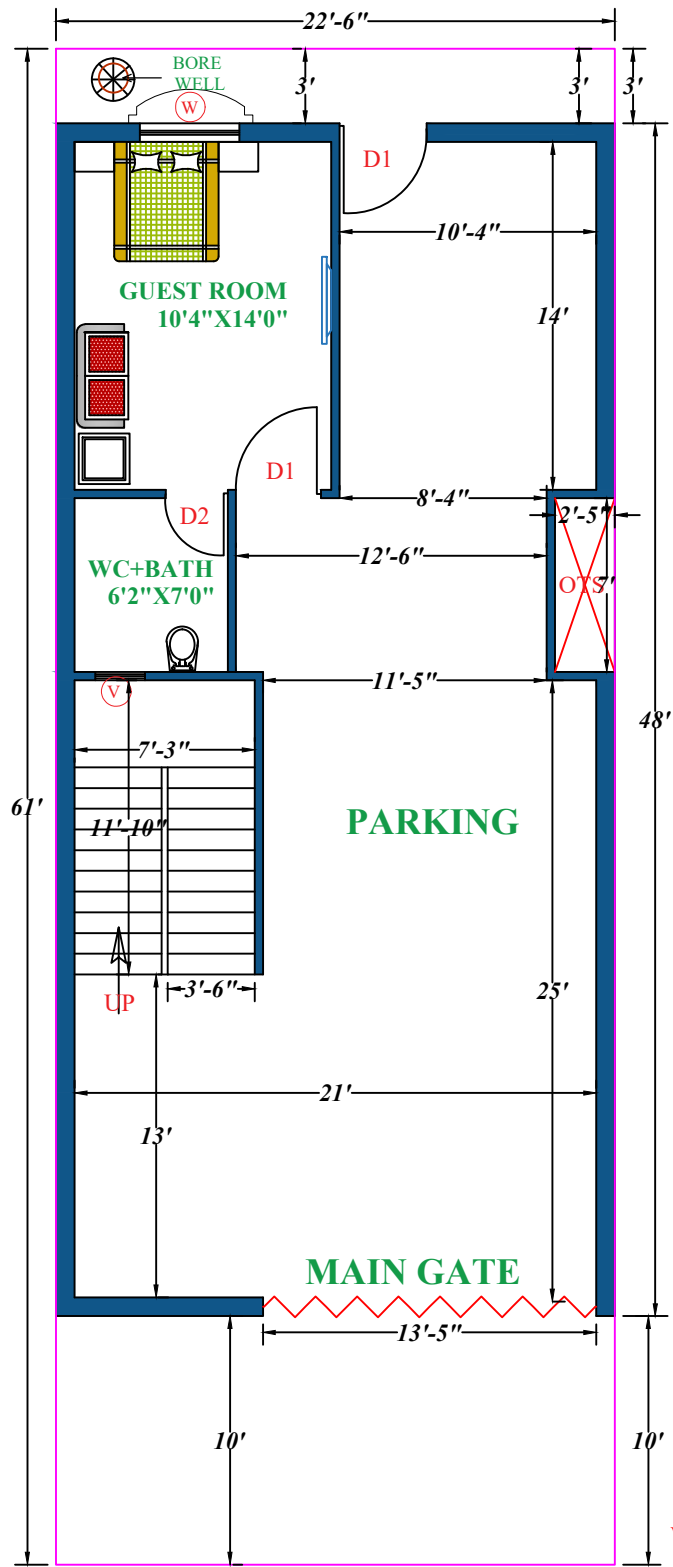 22'-6"
BORE
WELL
3'
3'
3'
W
D1
10'-4"
GUEST ROOM
10'4"X14'0"
14'
D1
8'-4"
2'-5"
D2
12'-6"
WC+BATH
6'2"X7'0"
OTS
7'
11'-5"
V
48'
7'-3"
61'
11'-10"
PARKING
3'-6"
25'
UP
21'
13'
MAIN GATE
13'-5"
10'
10'